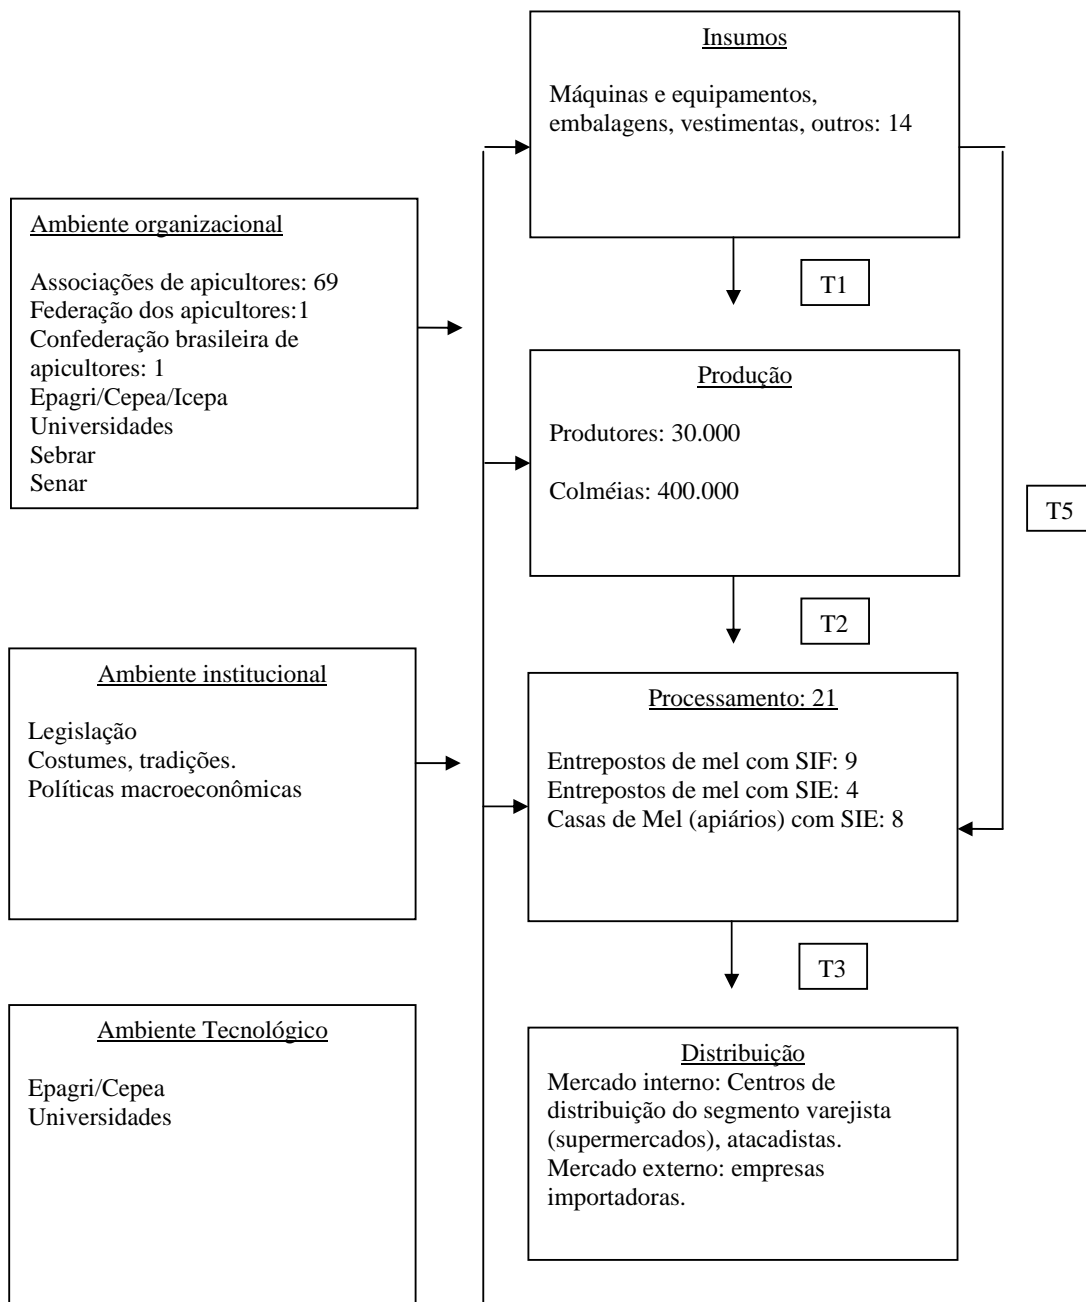 Insumos
Máquinas e equipamentos,
embalagens, vestimentas, outros: 14
Ambiente organizacional
Associações de apicultores: 69
Federação dos apicultores:1
Confederação brasileira de
apicultores: 1
Epagri/Cepea/Icepa
Universidades
Sebrar
Senar
T1
Produção
Produtores: 30.000
Colméias: 400.000
T5
T2
Ambiente institucional
Legislação
Costumes, tradições.
Políticas macroeconômicas
Processamento: 21
Entrepostos de mel com SIF: 9
Entrepostos de mel com SIE: 4
Casas de Mel (apiários) com SIE: 8
T3
Ambiente Tecnológico
Epagri/Cepea
Universidades
Distribuição
Mercado interno: Centros de
distribuição do segmento varejista
(supermercados), atacadistas.
Mercado externo: empresas
importadoras.